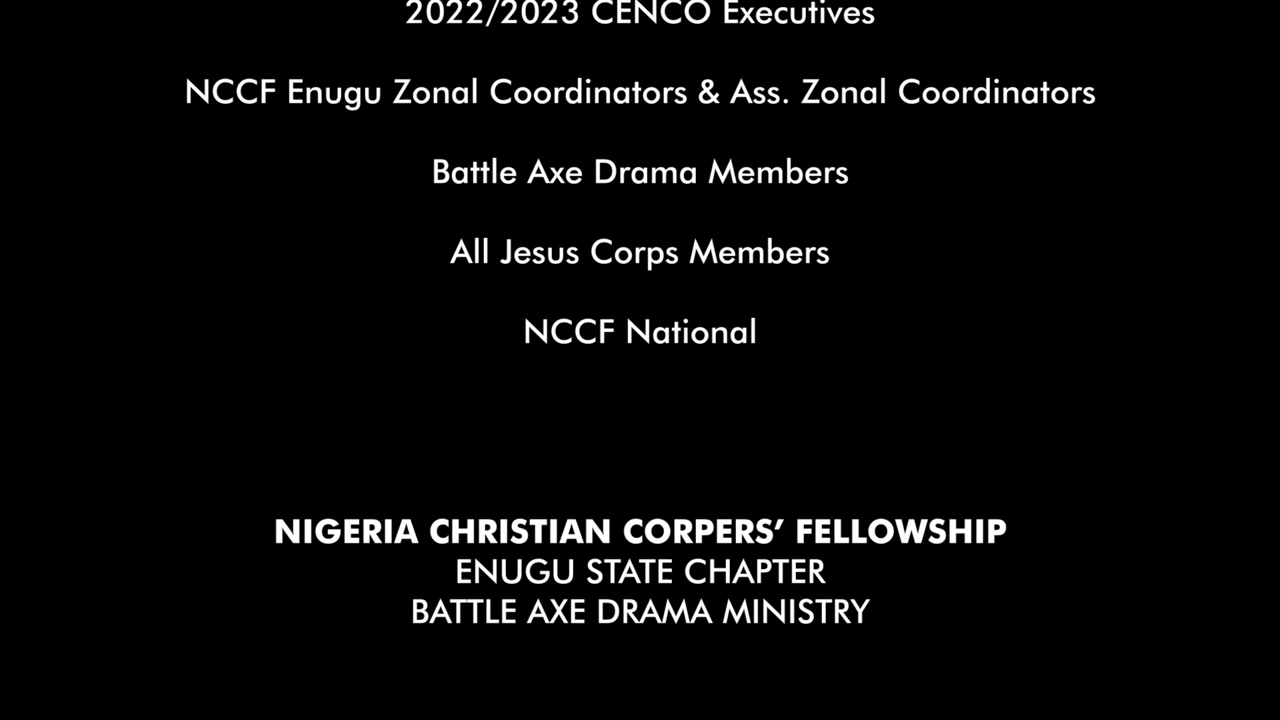 2022/2023 CENCO Executives
NCCF Enugu Zonal Coordinators & Ass. Zonal Coordinators
Battle Axe Drama Members
All Jesus Corps Members
NCCF National
NIGERIA CHRISTIAN CORPERS’ FELLOWSHIP
ENUGU STATE CHAPTER
BATTLE AXE DRAMA MINISTRY